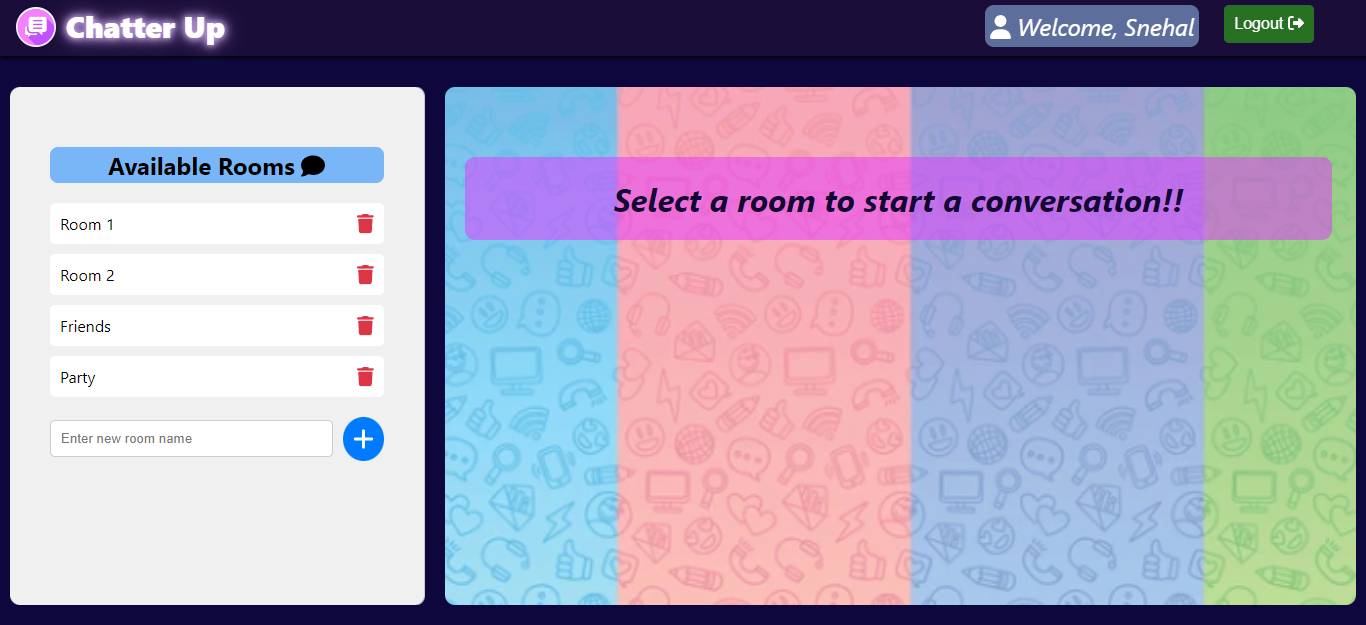 Chatter Up
Welcome, Snehal
Logout
Available Rooms
Room 1
Room 2
Friends
Party
Enter new room name
Select a room to start a conversation!!